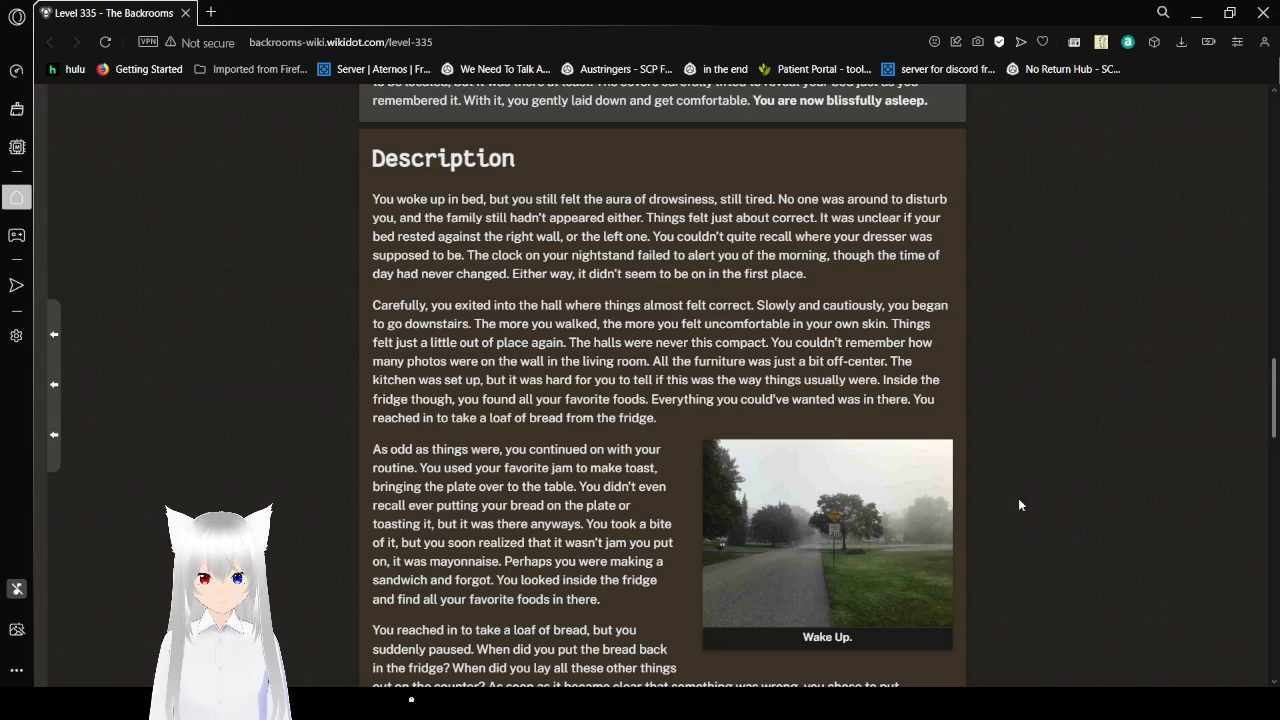 Level 335 - The Backrooms
VPN
Not secure
backrooms-wiki.wikidot.com/level-335
hulu
Getting Started
Imported from Firef...
Server | Aternos | Fr...
We Need To Talk A...
Austringers - SCP F...
in the end
Patient Portal - tool...
server for discord fr...
No Return Hub - SC...
remembered it. With it, you gently laid down and get comfortable. You are now blissfully asleep.
Description
You woke up in bed, but you still felt the aura of drowsiness, still tired. No one was around to disturb
you, and the family still hadn't appeared either. Things felt just about correct. It was unclear if your
bed rested against the right wall, or the left one. You couldn't quite recall where your dresser was
supposed to be. The clock on your nightstand failed to alert you of the morning, though the time of
day had never changed. Either way, it didn't seem to be on in the first place.
Carefully, you exited into the hall where things almost felt correct. Slowly and cautiously, you began
to go downstairs. The more you walked, the more you felt uncomfortable in your own skin. Things
felt just a little out of place again. The halls were never this compact. You couldn't remember how
many photos were on the wall in the living room. All the furniture was just a bit off-center. The
kitchen was set up, but it was hard for you to tell if this was the way things usually were. Inside the
fridge though, you found all your favorite foods. Everything you could've wanted was in there. You
reached in to take a loaf of bread from the fridge.
As odd as things were, you continued on with your
routine. You used your favorite jam to make toast,
bringing the plate over to the table. You didn't even
recall ever putting your bread on the plate or
toasting it, but it was there anyways. You took a bite
of it, but you soon realized that it wasn't jam you put
on, it was mayonnaise. Perhaps you were making a
sandwich and forgot. You looked inside the fridge
and find all your favorite foods in there.
Wake Up.
You reached in to take a loaf of bread, but you
suddenly paused. When did you put the bread back
in the fridge? When did you lay all these other things
out on the counter? As soon as it became clear that something was wrong, you chose to put